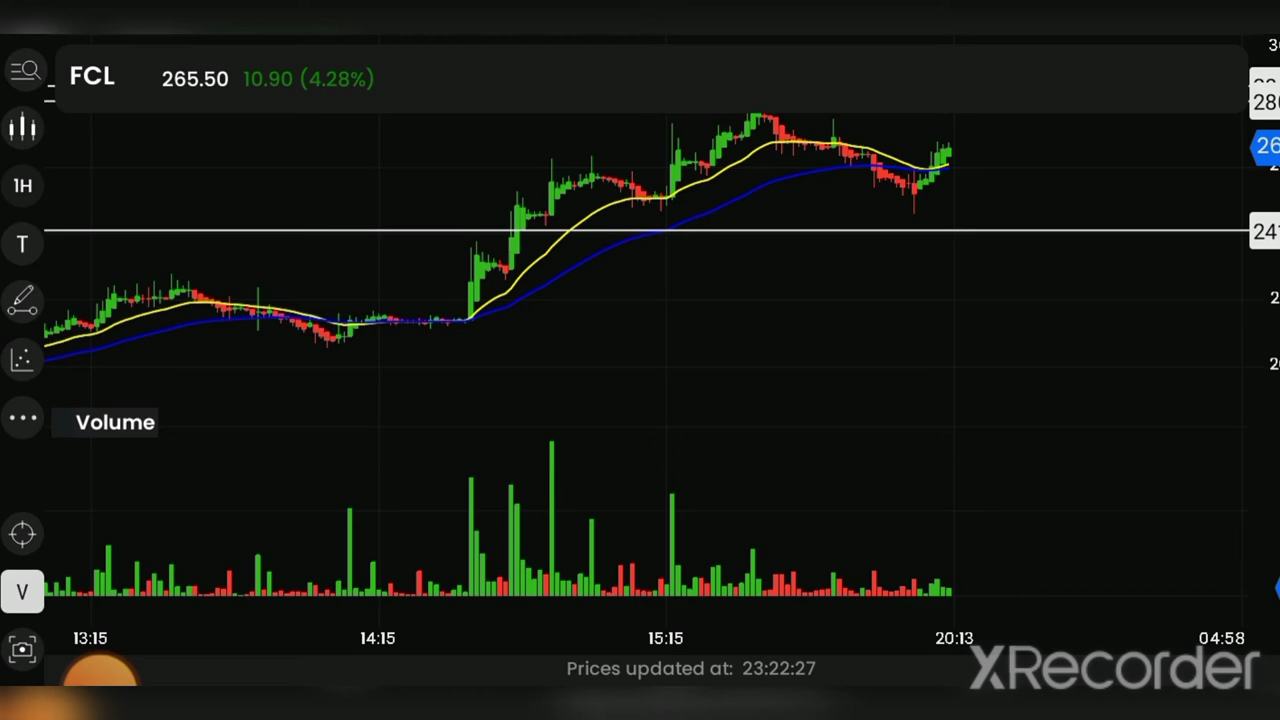 FCL 265.50 10.90 (4.28%)
1H
T
Volume
V
13:15 14:15 15:15 20:13 04:58
Prices updated at: 23:22:27
XRecorder